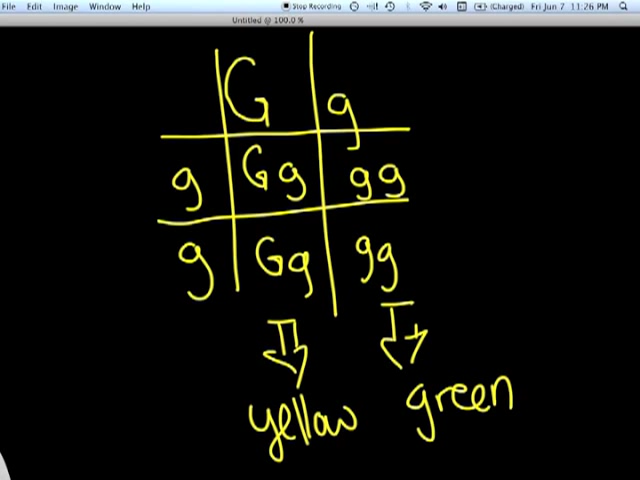 File Edit Image Window Help Stop Recording (Charged) Fri Jun 7 11:26 PM
Untitled @ 100.0 %
G g
g Gg gg
g Gg gg
yellow green